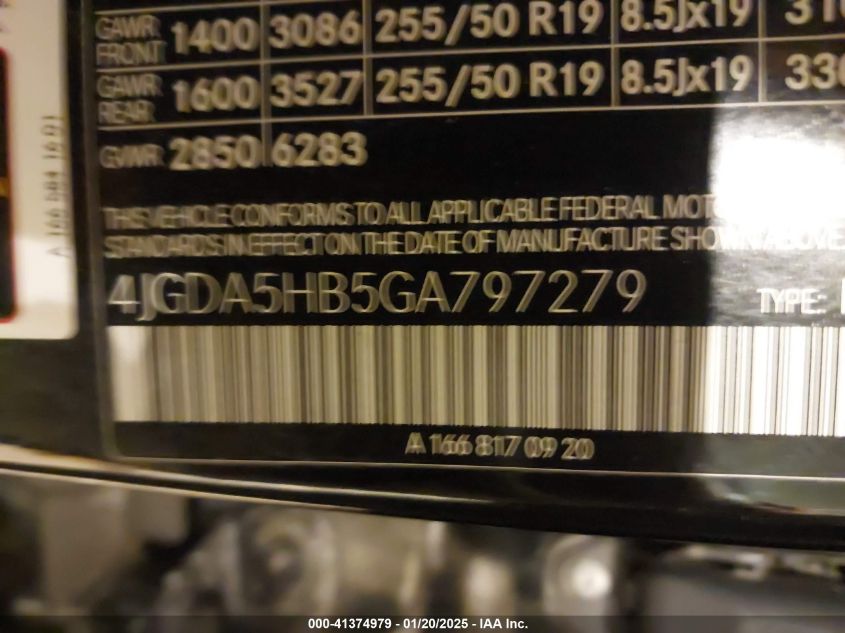 GAWR FRONT 1400 3086 255/50 R19 8.5Jx19
GAWR REAR 1600 3527 255/50 R19 8.5Jx19
GVWR 2850 6283
THIS VEHICLE CONFORMS TO ALL APPLICABLE FEDERAL
STANDARDS IN EFFECT ON THE DATE OF MANUFACTURE SHOWN ABOVE
4JGDA5HB5GA797279 TYPE:
A 166 817 09 20
000-41374979 - 01/20/2025 - IAA Inc.